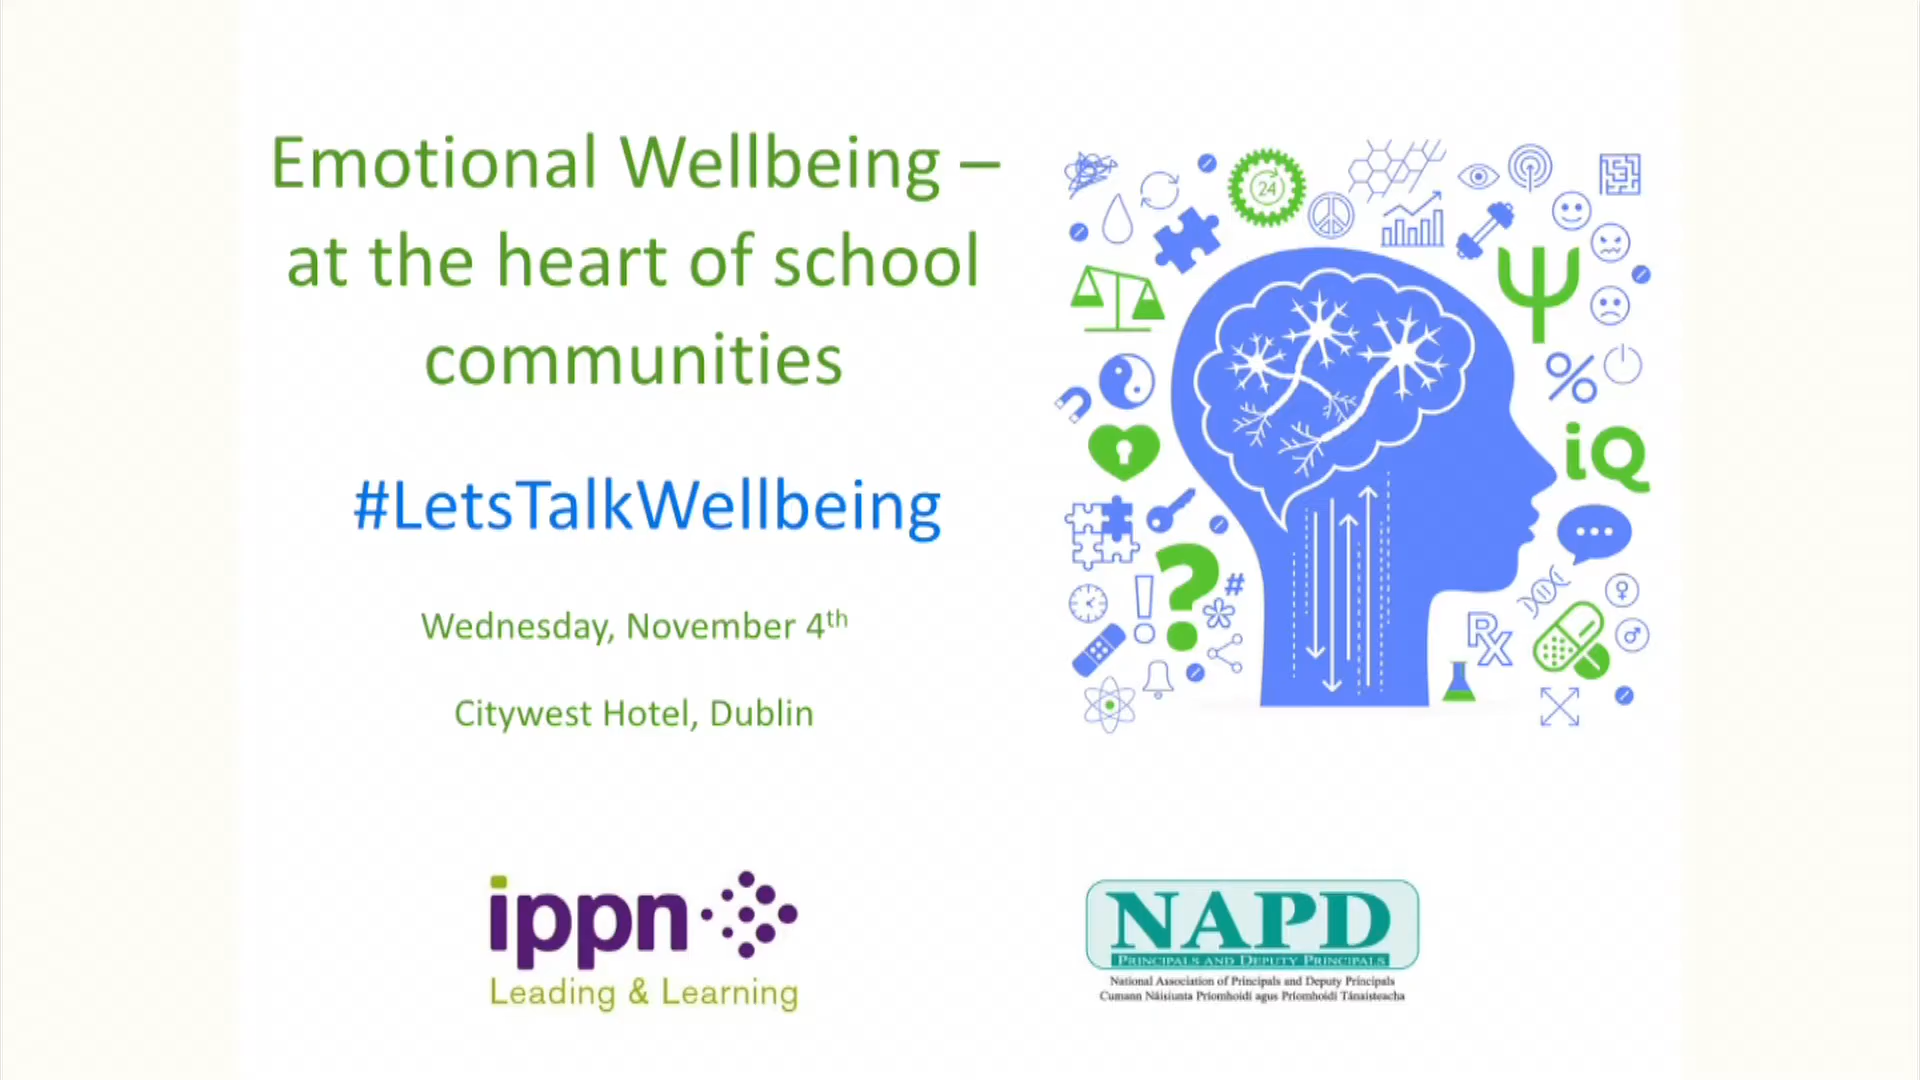 Emotional Wellbeing –
at the heart of school
communities
#LetsTalkWellbeing
Wednesday, November 4th
Citywest Hotel, Dublin
24
iQ
#
Rx
ippn
Leading & Learning
NAPD
PRINCIPALS AND DEPUTY PRINCIPALS
National Association of Principals and Deputy Principals
Cumann Náisiunta Príomhoidí agus Príomhoidí Tánaisteacha